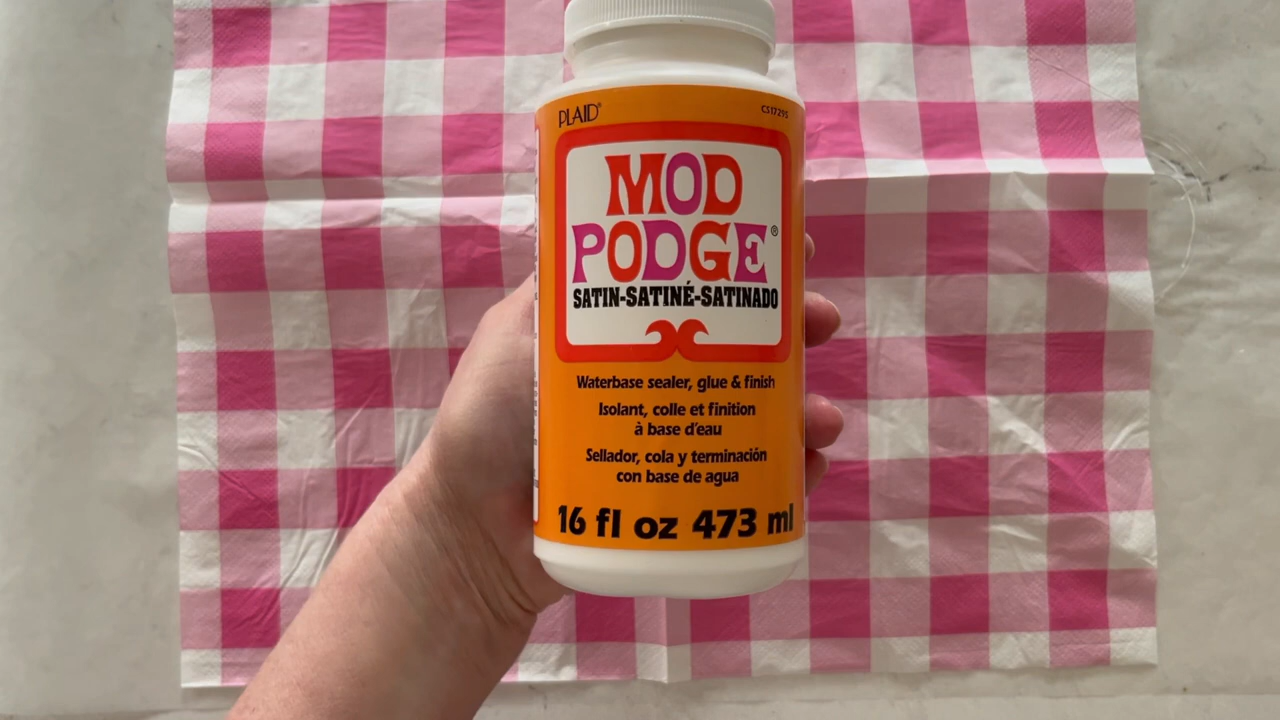 PLAID®
CS17295
MOD
PODGE®
SATIN-SATINÉ-SATINADO
Waterbase sealer, glue & finish
Isolant, colle et finition
à base d'eau
Sellador, cola y terminación
con base de agua
16 fl oz 473 ml